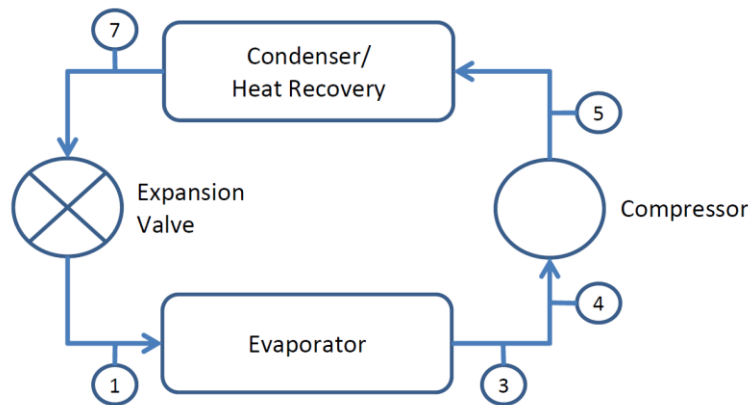 7
Condenser/
Heat Recovery
5
Expansion
Valve
Compressor
4
Evaporator
1
3